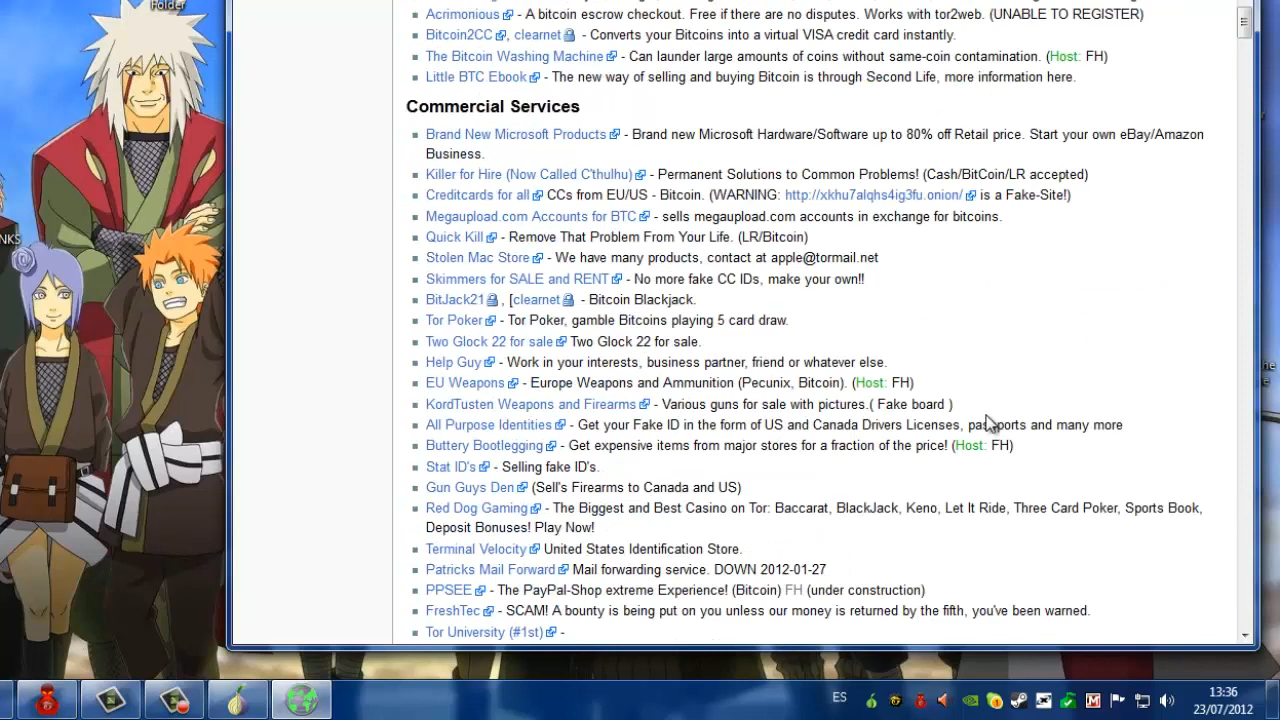 Folder
Acrimonious - A bitcoin escrow checkout. Free if there are no disputes. Works with tor2web. (UNABLE TO REGISTER)
Bitcoin2CC, clearnet - Converts your Bitcoins into a virtual VISA credit card instantly.
The Bitcoin Washing Machine - Can launder large amounts of coins without same-coin contamination. (Host: FH)
Little BTC Ebook - The new way of selling and buying Bitcoin is through Second Life, more information here.
Commercial Services
Brand New Microsoft Products - Brand new Microsoft Hardware/Software up to 80% off Retail price. Start your own eBay/Amazon
Business.
Killer for Hire (Now Called C'thulhu) - Permanent Solutions to Common Problems! (Cash/BitCoin/LR accepted)
Creditcards for all CCs from EU/US - Bitcoin. (WARNING: http://xkhu7alqhs4ig3fu.onion/ is a Fake-Site!)
Megaupload.com Accounts for BTC - sells megaupload.com accounts in exchange for bitcoins.
Quick Kill - Remove That Problem From Your Life. (LR/Bitcoin)
NKS
Stolen Mac Store - We have many products, contact at apple@tormail.net
Skimmers for SALE and RENT - No more fake CC IDs, make your own!!
BitJack21, [clearnet - Bitcoin Blackjack.
Tor Poker - Tor Poker, gamble Bitcoins playing 5 card draw.
Two Glock 22 for sale Two Glock 22 for sale.
Help Guy - Work in your interests, business partner, friend or whatever else.
EU Weapons - Europe Weapons and Ammunition (Pecunix, Bitcoin). (Host: FH)
KordTusten Weapons and Firearms - Various guns for sale with pictures.( Fake board )
All Purpose Identities - Get your Fake ID in the form of US and Canada Drivers Licenses, passports and many more
Buttery Bootlegging - Get expensive items from major stores for a fraction of the price! (Host: FH)
Stat ID's - Selling fake ID's.
Gun Guys Den (Sell's Firearms to Canada and US)
Red Dog Gaming - The Biggest and Best Casino on Tor: Baccarat, BlackJack, Keno, Let It Ride, Three Card Poker, Sports Book,
Deposit Bonuses! Play Now!
Terminal Velocity United States Identification Store.
Patricks Mail Forward Mail forwarding service. DOWN 2012-01-27
PPSEE - The PayPal-Shop extreme Experience! (Bitcoin) FH (under construction)
FreshTec - SCAM! A bounty is being put on you unless our money is returned by the fifth, you've been warned.
Tor University (#1st) -
ES
13:36
23/07/2012